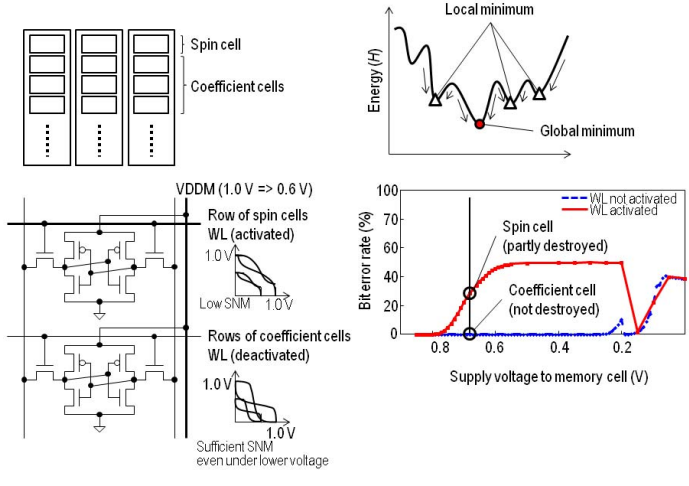 Spin cell
Coefficient cells
Local minimum
Energy (H)
Global minimum
VDDM (1.0 V => 0.6 V)
Row of spin cells
WL (activated)
1.0 V
Low SNM
1.0 V
Rows of coefficient cells
WL (deactivated)
1.0 V
1.0 V
Sufficient SNM
even under lower voltage
WL not activated
WL activated
Bit error rate (%)
100
80
60
40
20
0
Spin cell
(partly destroyed)
Coefficient cell
(not destroyed)
0.8
0.6
0.4
0.2
Supply voltage to memory cell (V)